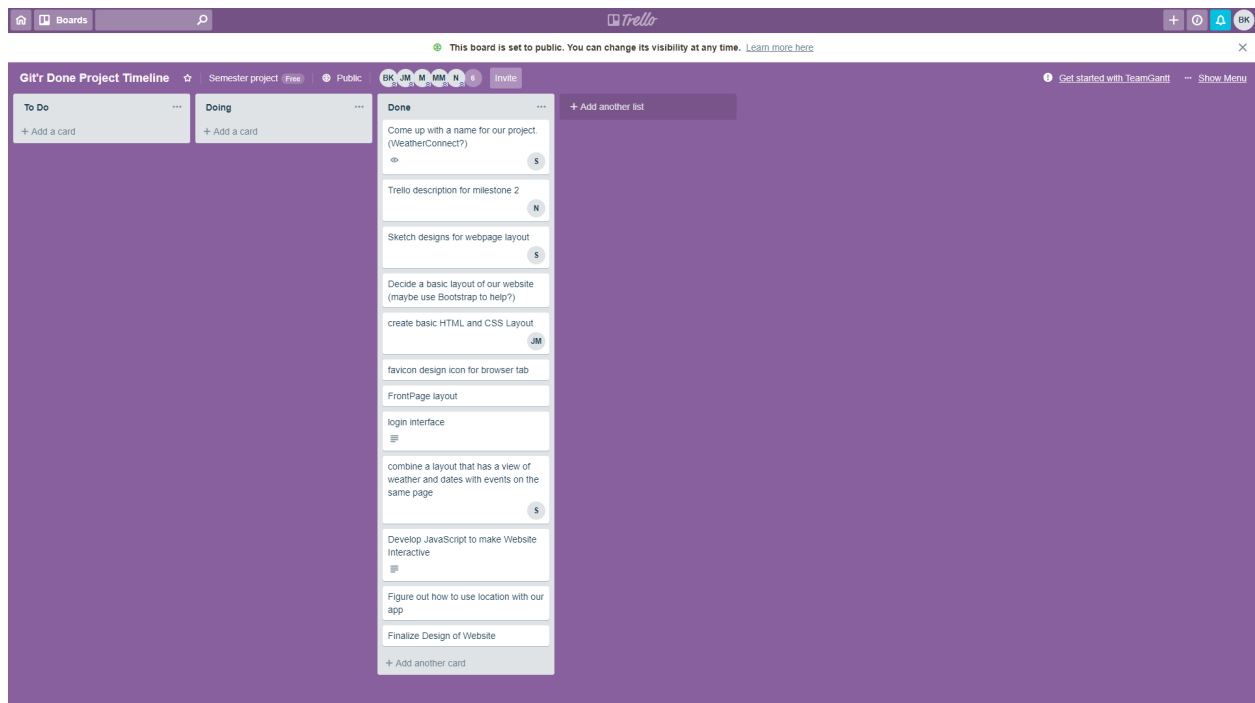 Boards
Trello
BK
This board is set to public. You can change its visibility at any time. Learn more here
Git'r Done Project Timeline
Semester project Free
Public
BK JM M MM N 6
Invite
Get started with TeamGantt
Show Menu
To Do
+ Add a card
Doing
+ Add a card
Done
Come up with a name for our project.
(WeatherConnect?)
S
Trello description for milestone 2
N
Sketch designs for webpage layout
S
Decide a basic layout of our website
(maybe use Bootstrap to help?)
create basic HTML and CSS Layout
JM
favicon design icon for browser tab
FrontPage layout
login interface
combine a layout that has a view of
weather and dates with events on the
same page
S
Develop JavaScript to make Website
Interactive
Figure out how to use location with our
app
Finalize Design of Website
+ Add another card
+ Add another list